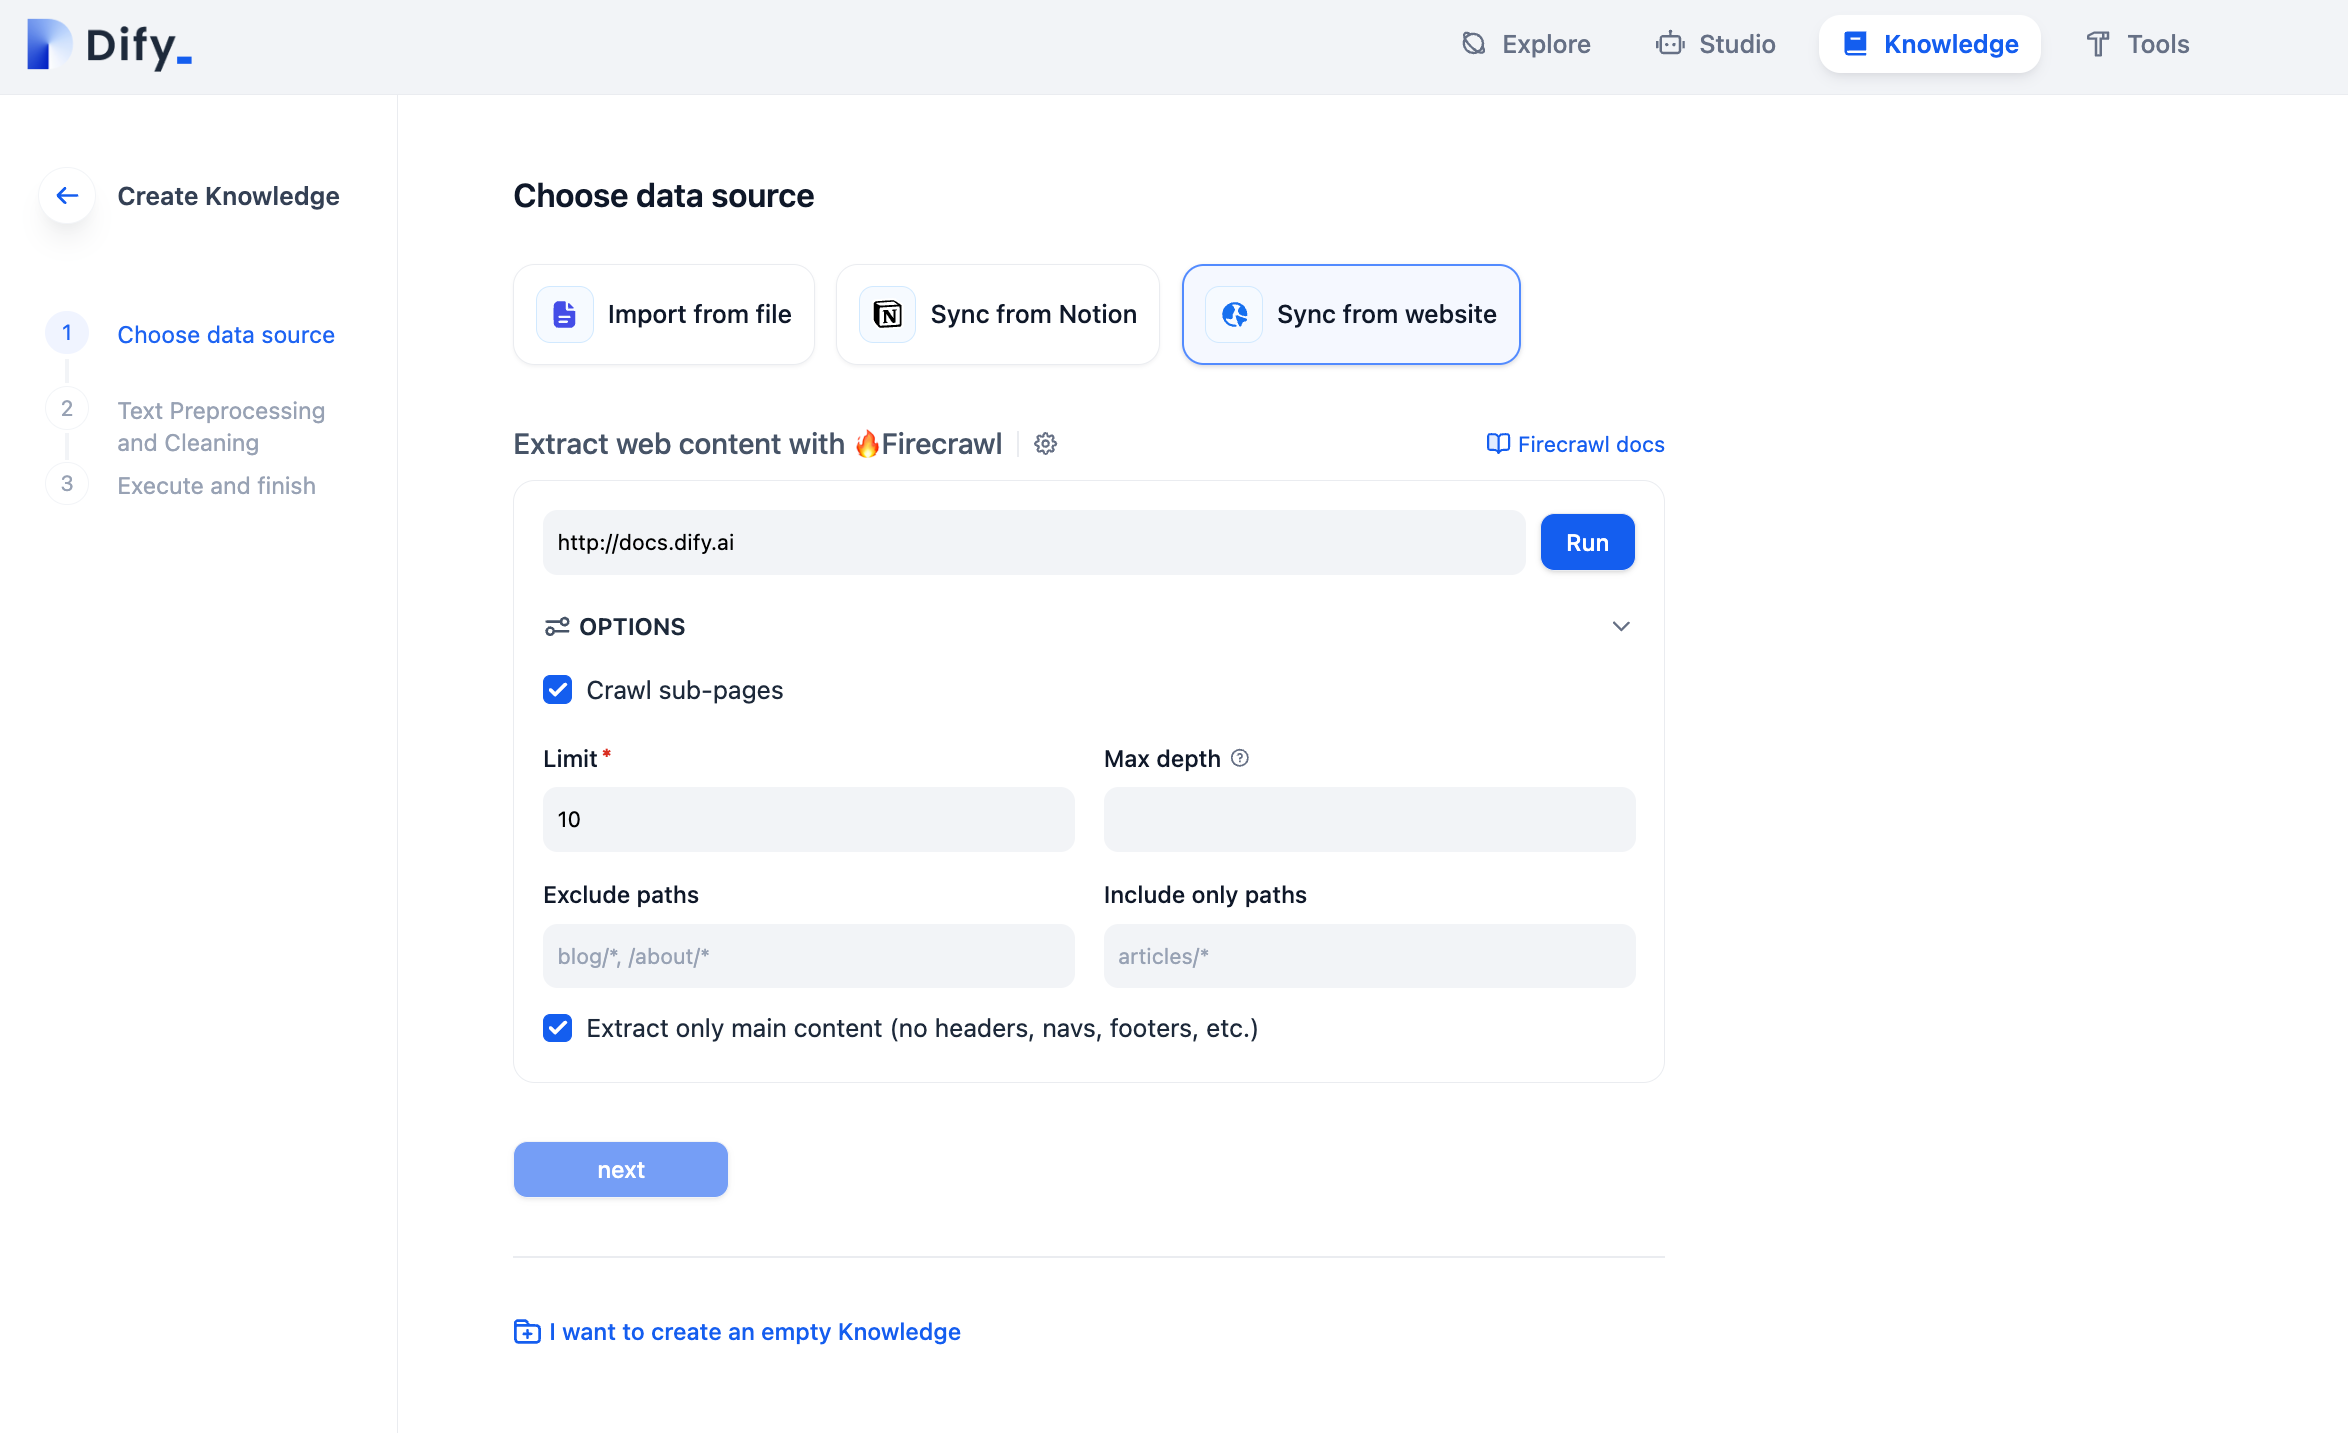 Dify_
Explore
Studio
Knowledge
Tools
Create Knowledge
1
Choose data source
2
Text Preprocessing
and Cleaning
3
Execute and finish
Choose data source
Import from file
Sync from Notion
Sync from website
Extract web content with 🔥Firecrawl
Firecrawl docs
http://docs.dify.ai
Run
OPTIONS
Crawl sub-pages
Limit*
Max depth
10
Exclude paths
Include only paths
blog/*, /about/*
articles/*
Extract only main content (no headers, navs, footers, etc.)
next
I want to create an empty Knowledge